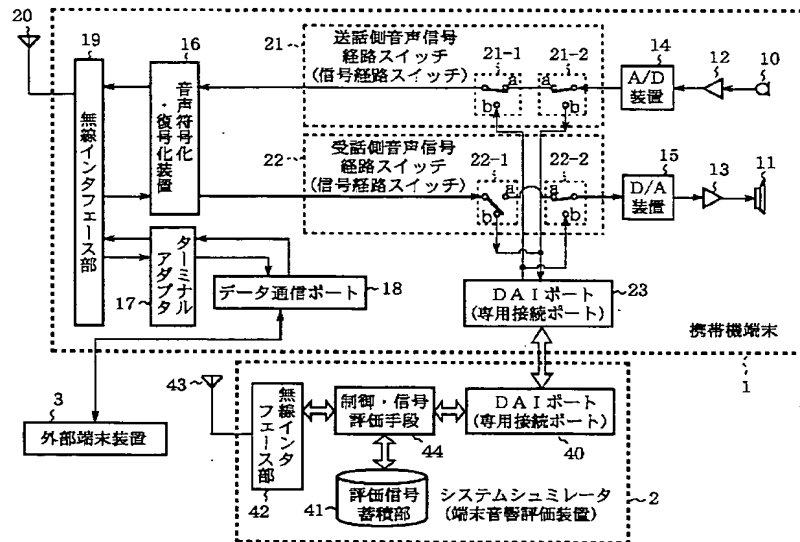 20
19
16
21
送話側音声信号
経路スイッチ
(信号経路スイッチ)
21-1
21-2
a
a
b
b
14
A/D
装置
12
10
無線インタフェース部
音声符号化
・復号化装置
22
受話側音声信号
経路スイッチ
(信号経路スイッチ)
22-1
22-2
a
a
b
b
15
D/A
装置
13
11
ターミナル
アダプタ
17
データ通信ポート
18
DAIポート
(専用接続ポート)
23
携帯機端末
1
43
3
外部端末装置
無線インタ
フェース部
42
制御・信号
評価手段
44
DAIポート
(専用接続ポート)
40
41
評価信号
蓄積部
システムシュミレータ
(端末音響評価装置)
2